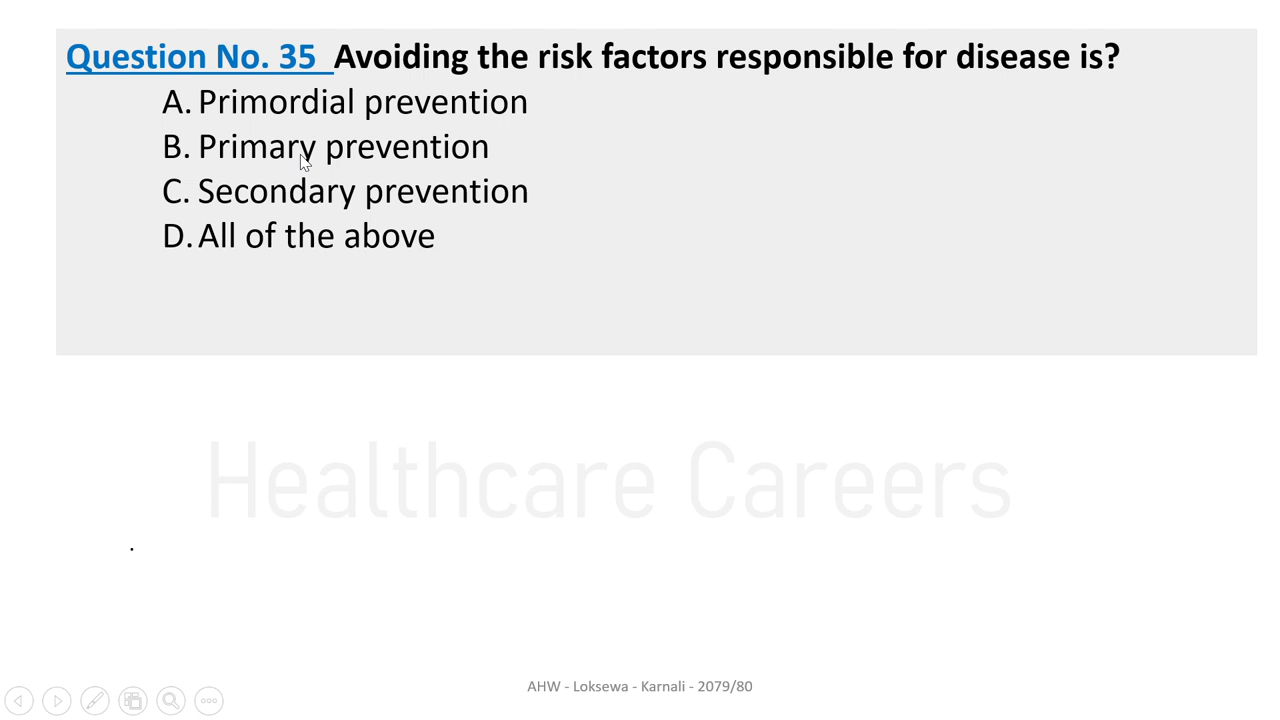 Question No. 35 Avoiding the risk factors responsible for disease is?
A. Primordial prevention
B. Primary prevention
C. Secondary prevention
D. All of the above
Healthcare Careers
.
AHW - Loksewa - Karnali - 2079/80